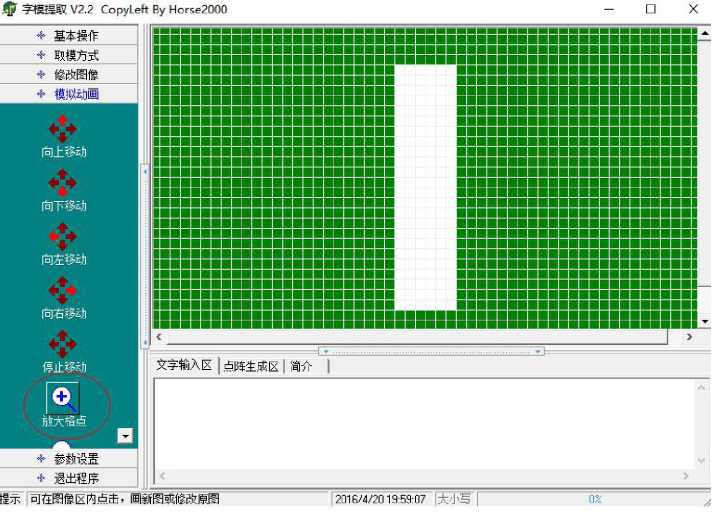 字模提取 V2.2 CopyLeft By Horse2000
基本操作
取模方式
修改图像
模拟动画
向上移动
向下移动
向左移动
向右移动
停止移动
放大格点
参数设置
退出程序
文字输入区 点阵生成区 简介
提示 可在图像区内点击，画新图或修改原图 2016/4/20 19:59:07 大小写 0%